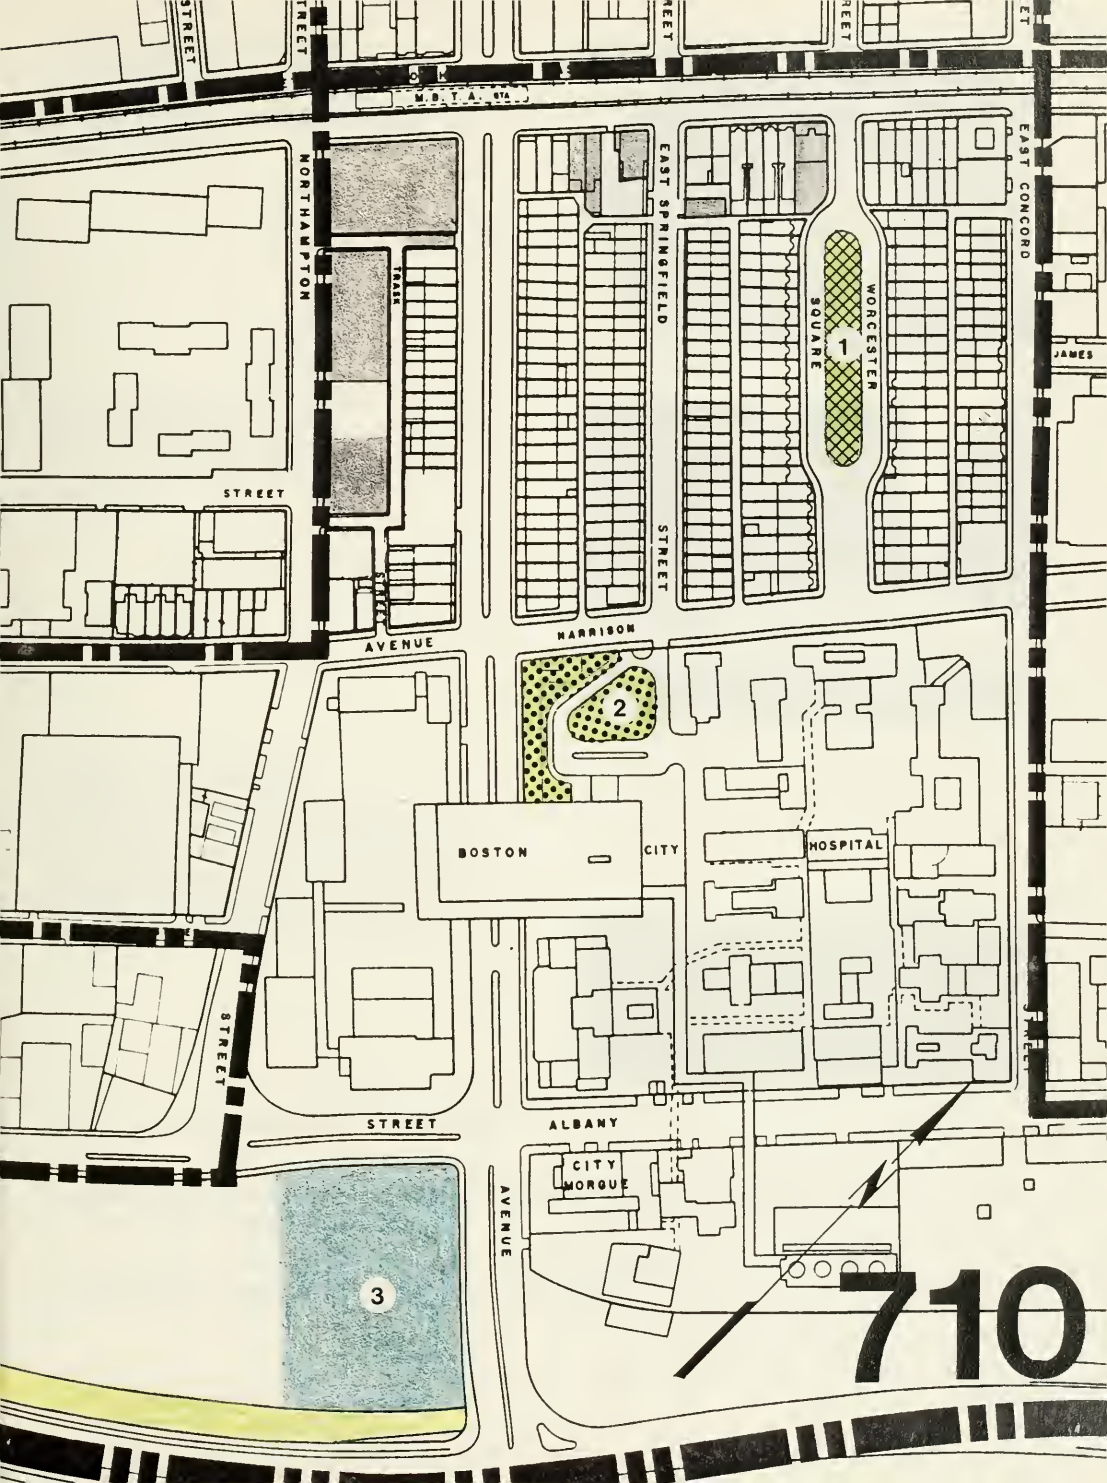 STREET
STREET
M.B.T.A. STA
NORTHAMPTON
TRASK
EAST SPRINGFIELD
EAST CONCORD
SQUARE
WORCESTER
1
JAMES
STREET
STREET
STREET
HARRISON
AVENUE
2
BOSTON
CITY
HOSPITAL
STREET
STREET
STREET
ALBANY
CITY
MORGUE
AVENUE
3
710